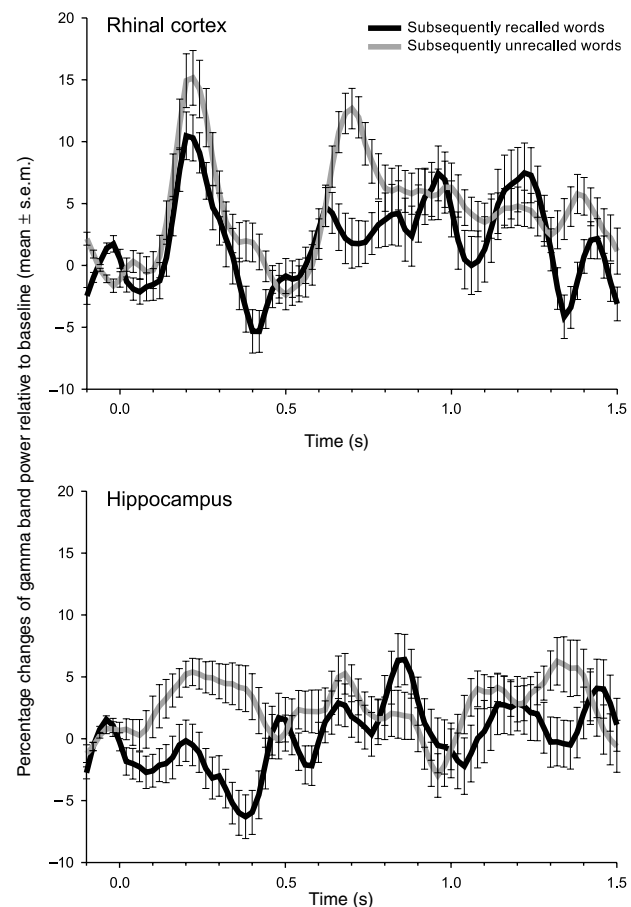 Rhinal cortex
Subsequently recalled words
Subsequently unrecalled words
20
15
10
5
0
−5
−10
0.0 0.5 1.0 1.5
Time (s)
Percentage changes of gamma band power relative to baseline (mean ± s.e.m.)
Hippocampus
20
15
10
5
0
−5
−10
0.0 0.5 1.0 1.5
Time (s)